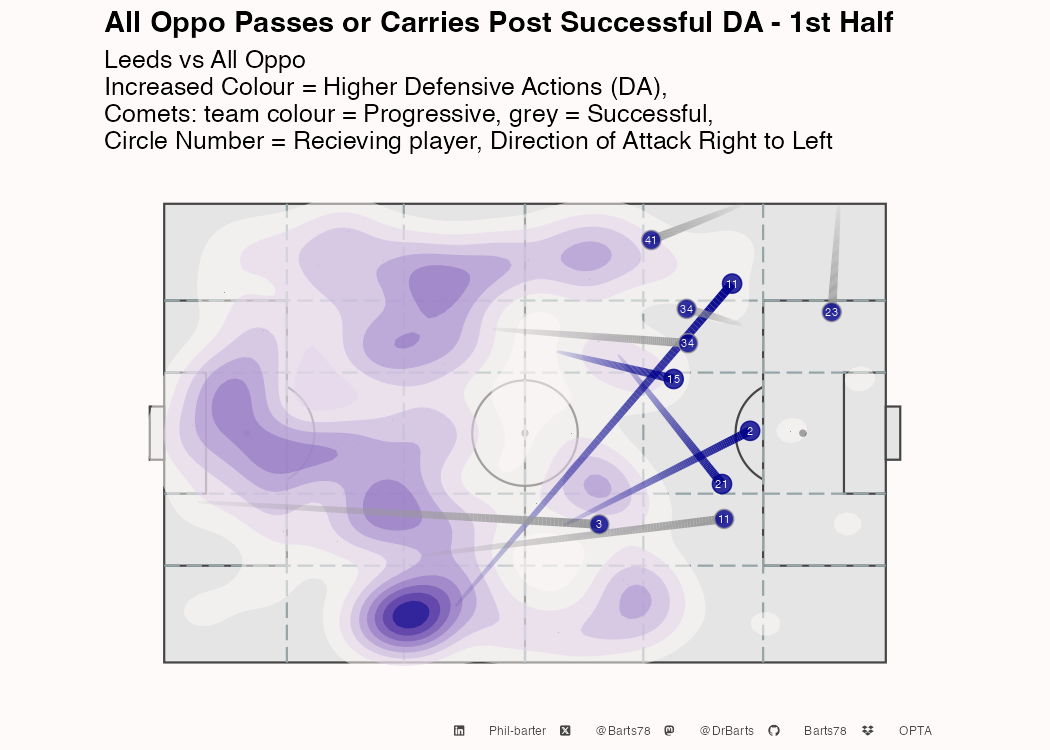 All Oppo Passes or Carries Post Successful DA - 1st Half
Leeds vs All Oppo
Increased Colour = Higher Defensive Actions (DA),
Comets: team colour = Progressive, grey = Successful,
Circle Number = Recieving player, Direction of Attack Right to Left
41
11
34
23
34
15
2
21
11
3
Phil-barter @Barts78 @DrBarts Barts78 OPTA